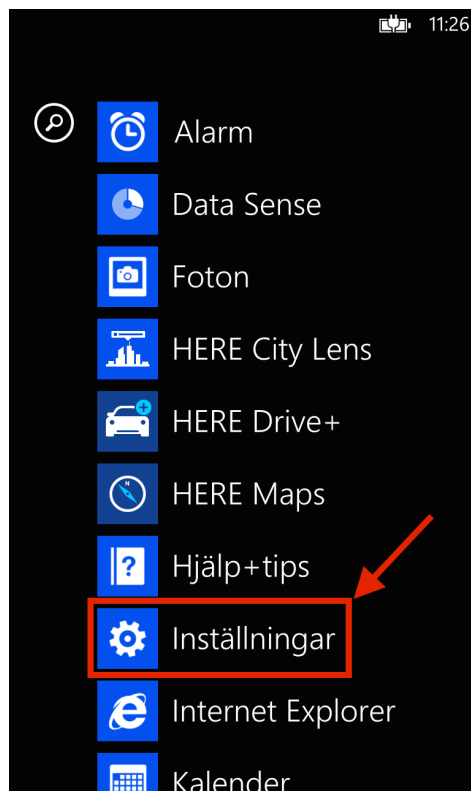 11:26
Alarm
Data Sense
Foton
HERE City Lens
HERE Drive+
HERE Maps
Hjälp+tips
Inställningar
Internet Explorer
Kalender